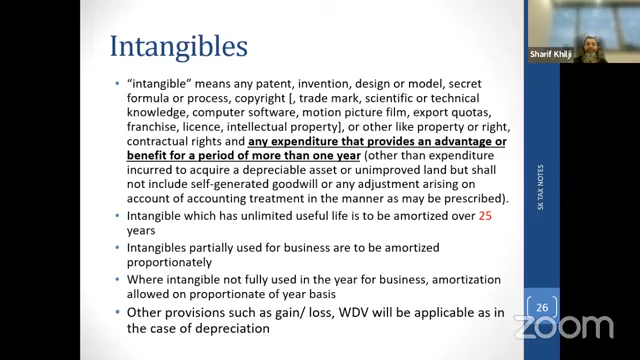 Intangibles
• "intangible" means any patent, invention, design or model, secret
formula or process, copyright [, trade mark, scientific or technical
knowledge, computer software, motion picture film, export quotas,
franchise, licence, intellectual property], or other like property or right,
contractual rights and any expenditure that provides an advantage or
benefit for a period of more than one year (other than expenditure
incurred to acquire a depreciable asset or unimproved land but shall
not include self-generated goodwill or any adjustment arising on
account of accounting treatment in the manner as may be prescribed).
• Intangible which has unlimited useful life is to be amortized over 25
years
• Intangibles partially used for business are to be amortized
proportionately
• Where intangible not fully used in the year for business, amortization
allowed on proportionate of year basis
• Other provisions such as gain/ loss, WDV will be applicable as in
the case of depreciation
Sharif Khilji
SK TAX NOTES
26
zoom